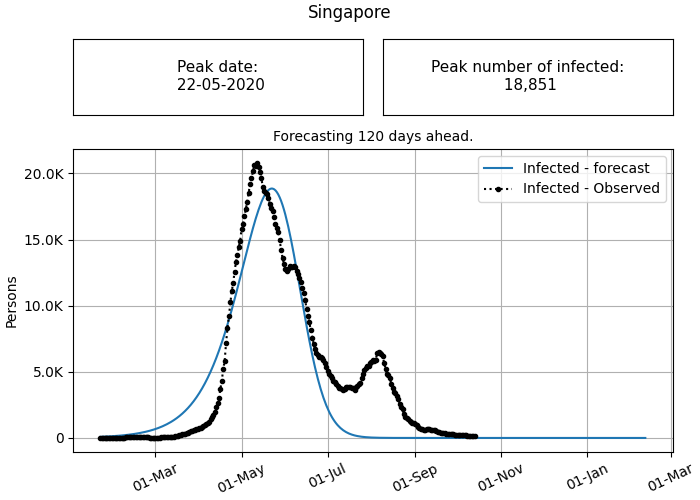 Singapore
Peak date:
22-05-2020
Peak number of infected:
18,851
Forecasting 120 days ahead.
Infected - forecast
Infected - Observed
20.0K
15.0K
10.0K
5.0K
0
Persons
01-Mar
01-May
01-Jul
01-Sep
01-Nov
01-Jan
01-Mar